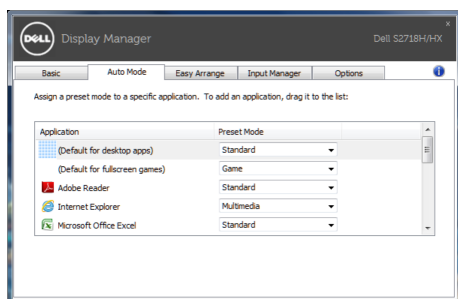 DELL Display Manager Dell S2718H/HX
x
Basic Auto Mode Easy Arrange Input Manager Options i
Assign a preset mode to a specific application. To add an application, drag it to the list:
Application Preset Mode
(Default for desktop apps) Standard
(Default for fullscreen games) Game
Adobe Reader Standard
Internet Explorer Multimedia
Microsoft Office Excel Standard